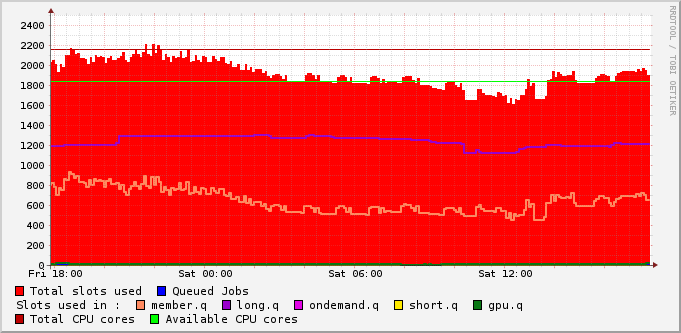 2400
2200
2000
1800
1600
1400
1200
1000
800
600
400
200
0
Fri 18:00 Sat 00:00 Sat 06:00 Sat 12:00
RRDTOOL / TOBI OETIKER
Total slots used Queued Jobs
Slots used in : member.q long.q ondemand.q short.q gpu.q
Total CPU cores Available CPU cores